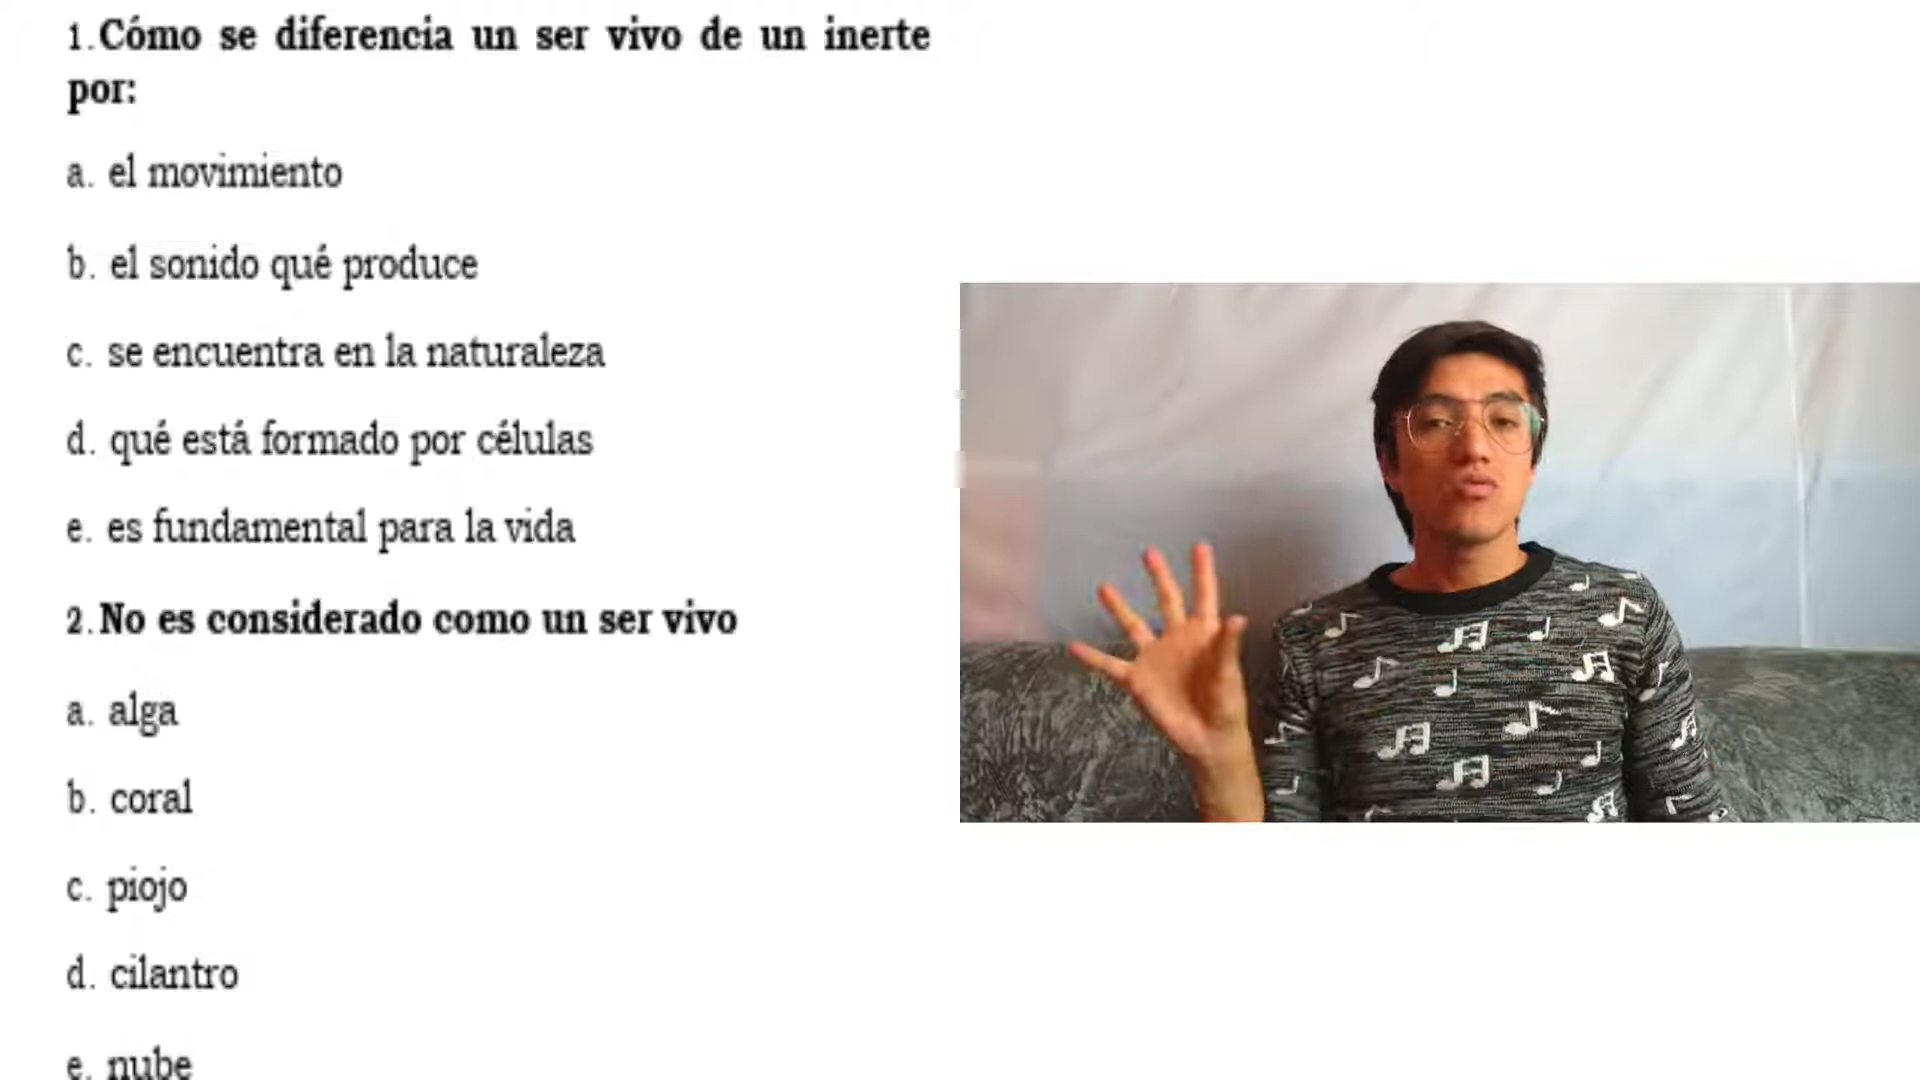 1.Cómo se diferencia un ser vivo de un inerte
por:
a. el movimiento
b. el sonido qué produce
c. se encuentra en la naturaleza
d. qué está formado por células
e. es fundamental para la vida
2.No es considerado como un ser vivo
a. alga
b. coral
c. piojo
d. cilantro
e. nube